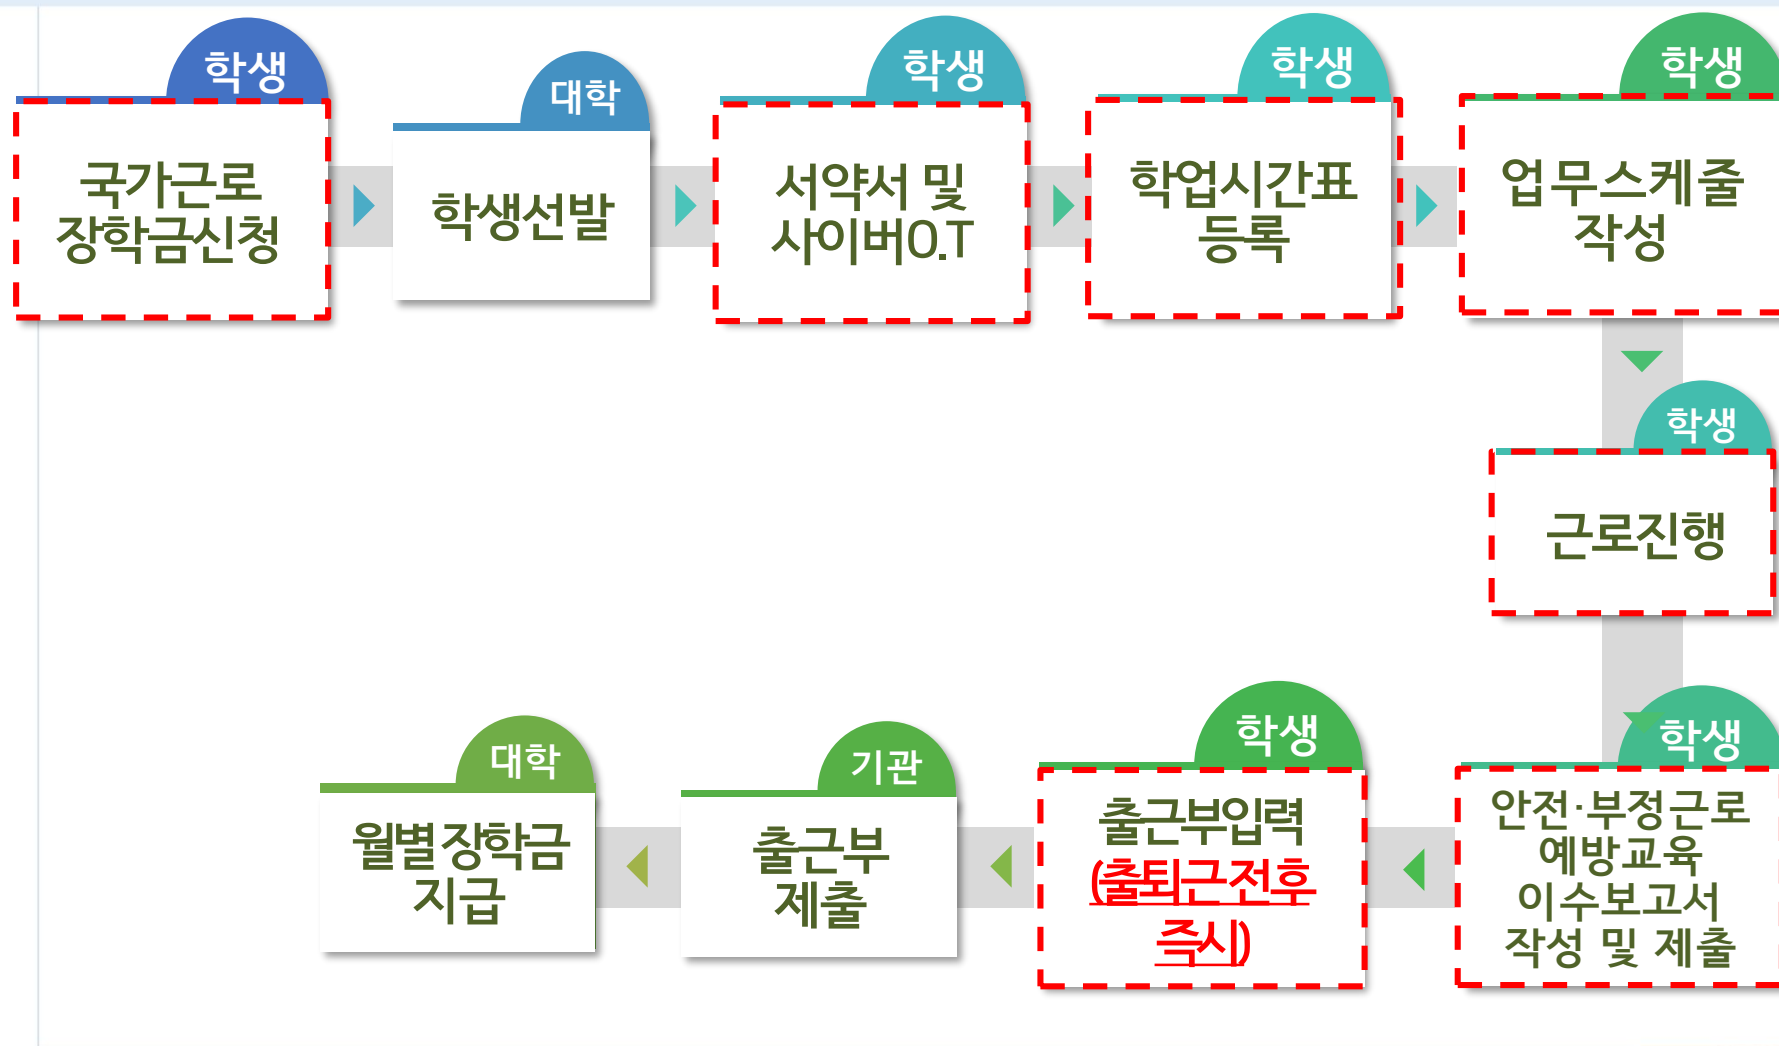 학생
국가근로
장학금신청
대학
학생선발
학생
서약서 및
사이버O.T
학생
학업시간표
등록
학생
업무스케줄
작성
학생
근로진행
학생
안전·부정근로
예방교육
이수보고서
작성 및 제출
학생
출근부입력
(출퇴근전후
즉시)
기관
출근부
제출
대학
월별장학금
지급